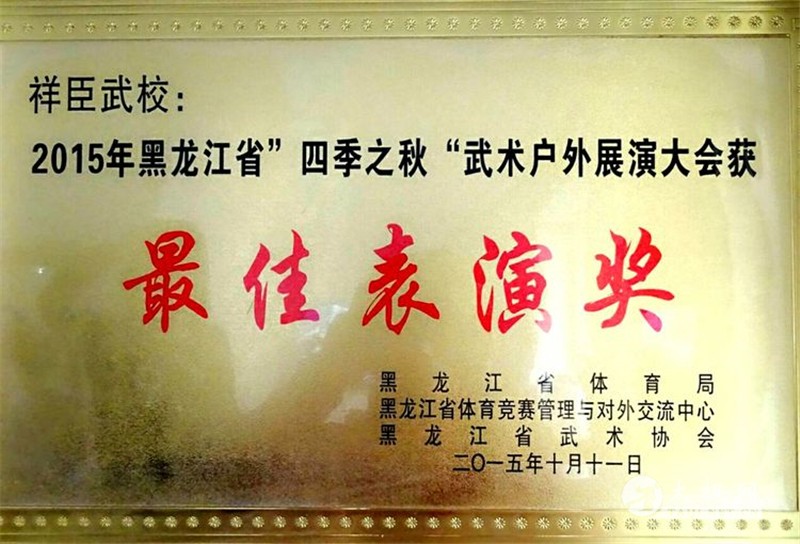 祥臣武校：
2015年黑龙江省”四季之秋“武术户外展演大会获
最佳表演奖
黑龙江省体育局
黑龙江省体育竞赛管理与对外交流中心
黑龙江省武术协会
二〇一五年十月十一日